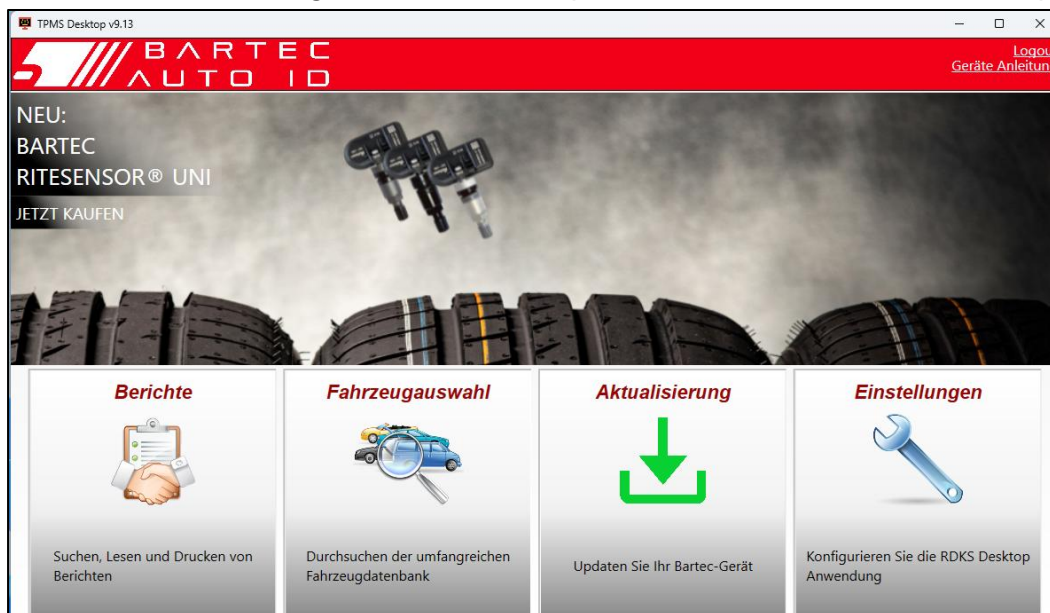 TPMS Desktop v9.13
BARTEC
AUTO ID
Logou
Geräte Anleitun
NEU:
BARTEC
RITESENSOR® UNI
JETZT KAUFEN
Berichte
Suchen, Lesen und Drucken von
Berichten
Fahrzeugauswahl
Durchsuchen der umfangreichen
Fahrzeugdatenbank
Aktualisierung
Updaten Sie Ihr Bartec-Gerät
Einstellungen
Konfigurieren Sie die RDKS Desktop
Anwendung